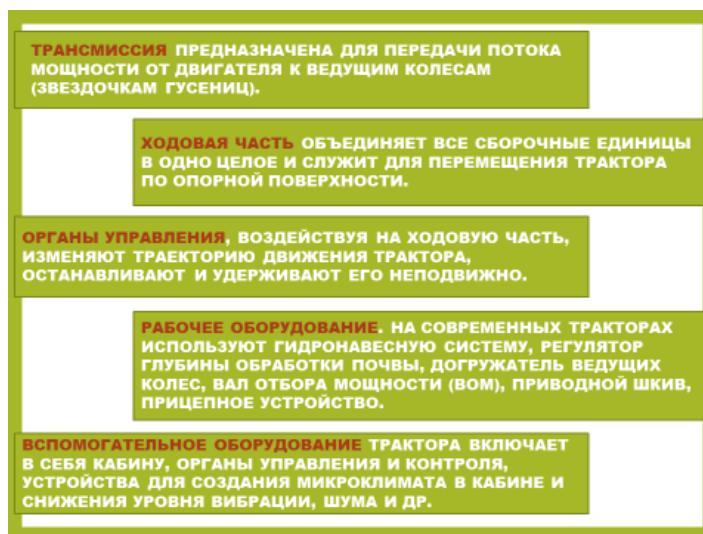 ТРАНСМИССИЯ ПРЕДНАЗНАЧЕНА ДЛЯ ПЕРЕДАЧИ ПОТОКА
МОЩНОСТИ ОТ ДВИГАТЕЛЯ К ВЕДУЩИМ КОЛЕСАМ
(ЗВЕЗДОЧКАМ ГУСЕНИЦ).
ХОДОВАЯ ЧАСТЬ ОБЪЕДИНЯЕТ ВСЕ СБОРОЧНЫЕ ЕДИНИЦЫ
В ОДНО ЦЕЛОЕ И СЛУЖИТ ДЛЯ ПЕРЕМЕЩЕНИЯ ТРАКТОРА
ПО ОПОРНОЙ ПОВЕРХНОСТИ.
ОРГАНЫ УПРАВЛЕНИЯ, ВОЗДЕЙСТВУЯ НА ХОДОВУЮ ЧАСТЬ,
ИЗМЕНЯЮТ ТРАЕКТОРИЮ ДВИЖЕНИЯ ТРАКТОРА,
ОСТАНАВЛИВАЮТ И УДЕРЖИВАЮТ ЕГО НЕПОДВИЖНО.
РАБОЧЕЕ ОБОРУДОВАНИЕ. НА СОВРЕМЕННЫХ ТРАКТОРАХ
ИСПОЛЬЗУЮТ ГИДРОНАВЕСНУЮ СИСТЕМУ, РЕГУЛЯТОР
ГЛУБИНЫ ОБРАБОТКИ ПОЧВЫ, ДОГРУЖАТЕЛЬ ВЕДУЩИХ
КОЛЕС, ВАЛ ОТБОРА МОЩНОСТИ (ВОМ), ПРИВОДНОЙ ШКИВ,
ПРИЦЕПНОЕ УСТРОЙСТВО.
ВСПОМОГАТЕЛЬНОЕ ОБОРУДОВАНИЕ ТРАКТОРА ВКЛЮЧАЕТ
В СЕБЯ КАБИНУ, ОРГАНЫ УПРАВЛЕНИЯ И КОНТРОЛЯ,
УСТРОЙСТВА ДЛЯ СОЗДАНИЯ МИКРОКЛИМАТА В КАБИНЕ И
СНИЖЕНИЯ УРОВНЯ ВИБРАЦИИ, ШУМА И ДР.